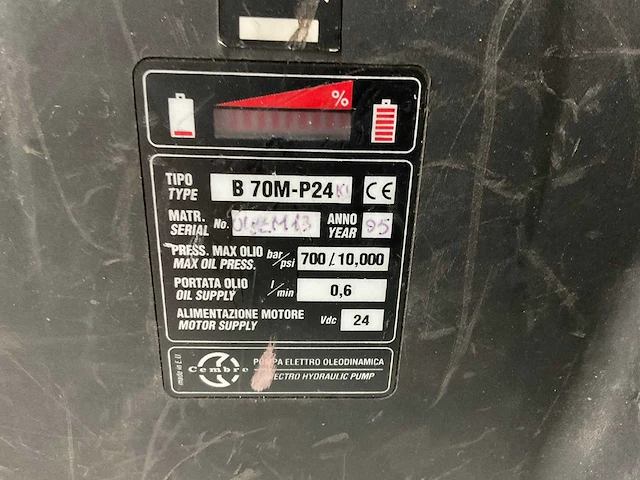 %
TIPO
TYPE B 70M-P24 CE
MATR. ANNO
SERIAL No. YEAR 05
PRESS. MAX OLIO bar/psi 700 / 10,000
MAX OIL PRESS.
PORTATA OLIO l/min 0,6
OIL SUPPLY
ALIMENTAZIONE MOTORE Vdc 24
MOTOR SUPPLY
made in E.U.
Cembre
POMPA ELETTRO OLEODINAMICA
ELECTRO HYDRAULIC PUMP